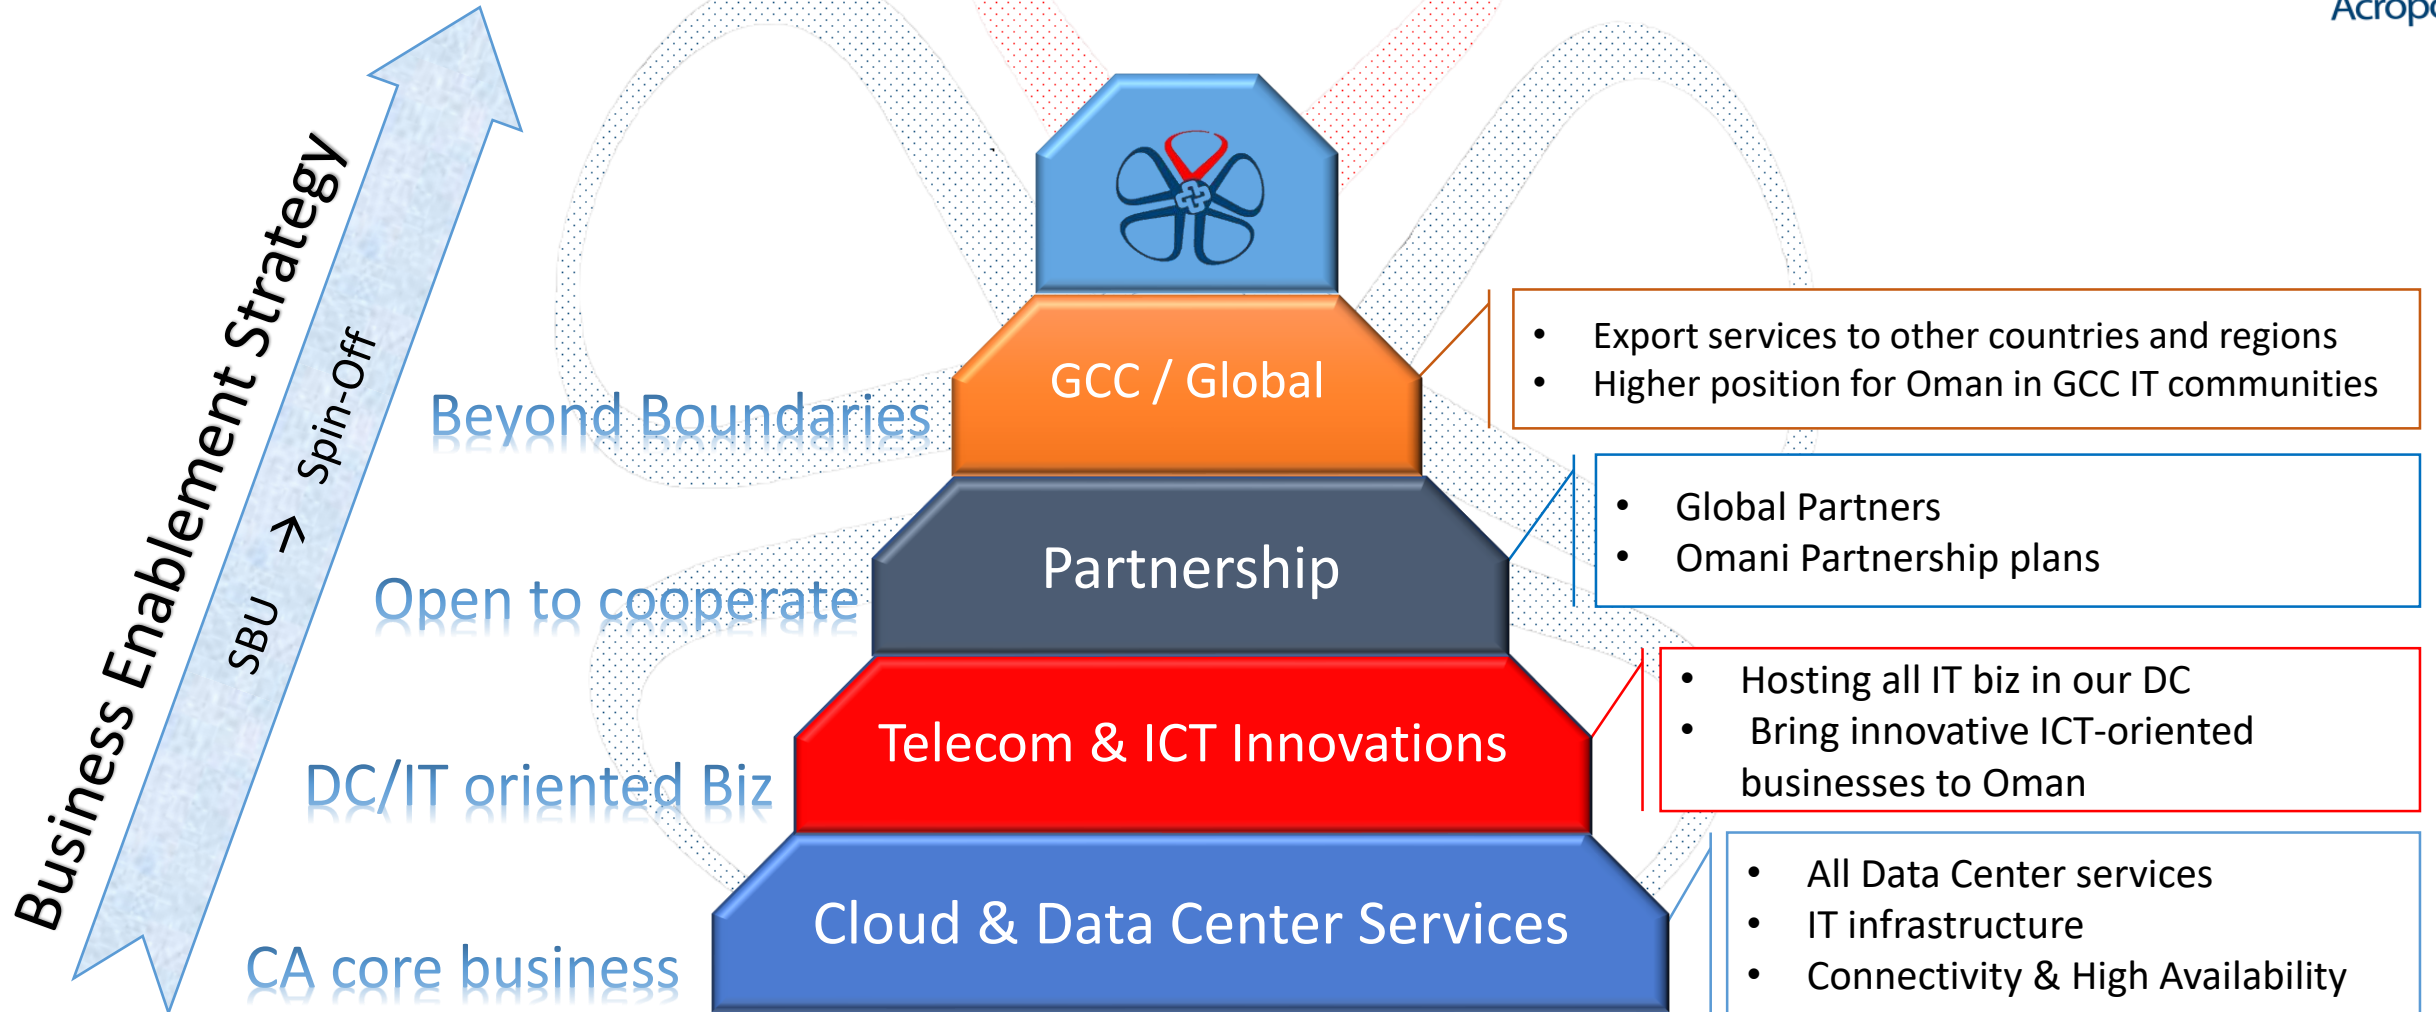 Business Enablement Strategy
SBU → Spin-Off
Beyond Boundaries
GCC / Global
• Export services to other countries and regions
• Higher position for Oman in GCC IT communities
Open to cooperate
Partnership
• Global Partners
• Omani Partnership plans
DC/IT oriented Biz
Telecom & ICT Innovations
• Hosting all IT biz in our DC
• Bring innovative ICT-oriented
businesses to Oman
CA core business
Cloud & Data Center Services
• All Data Center services
• IT infrastructure
• Connectivity & High Availability